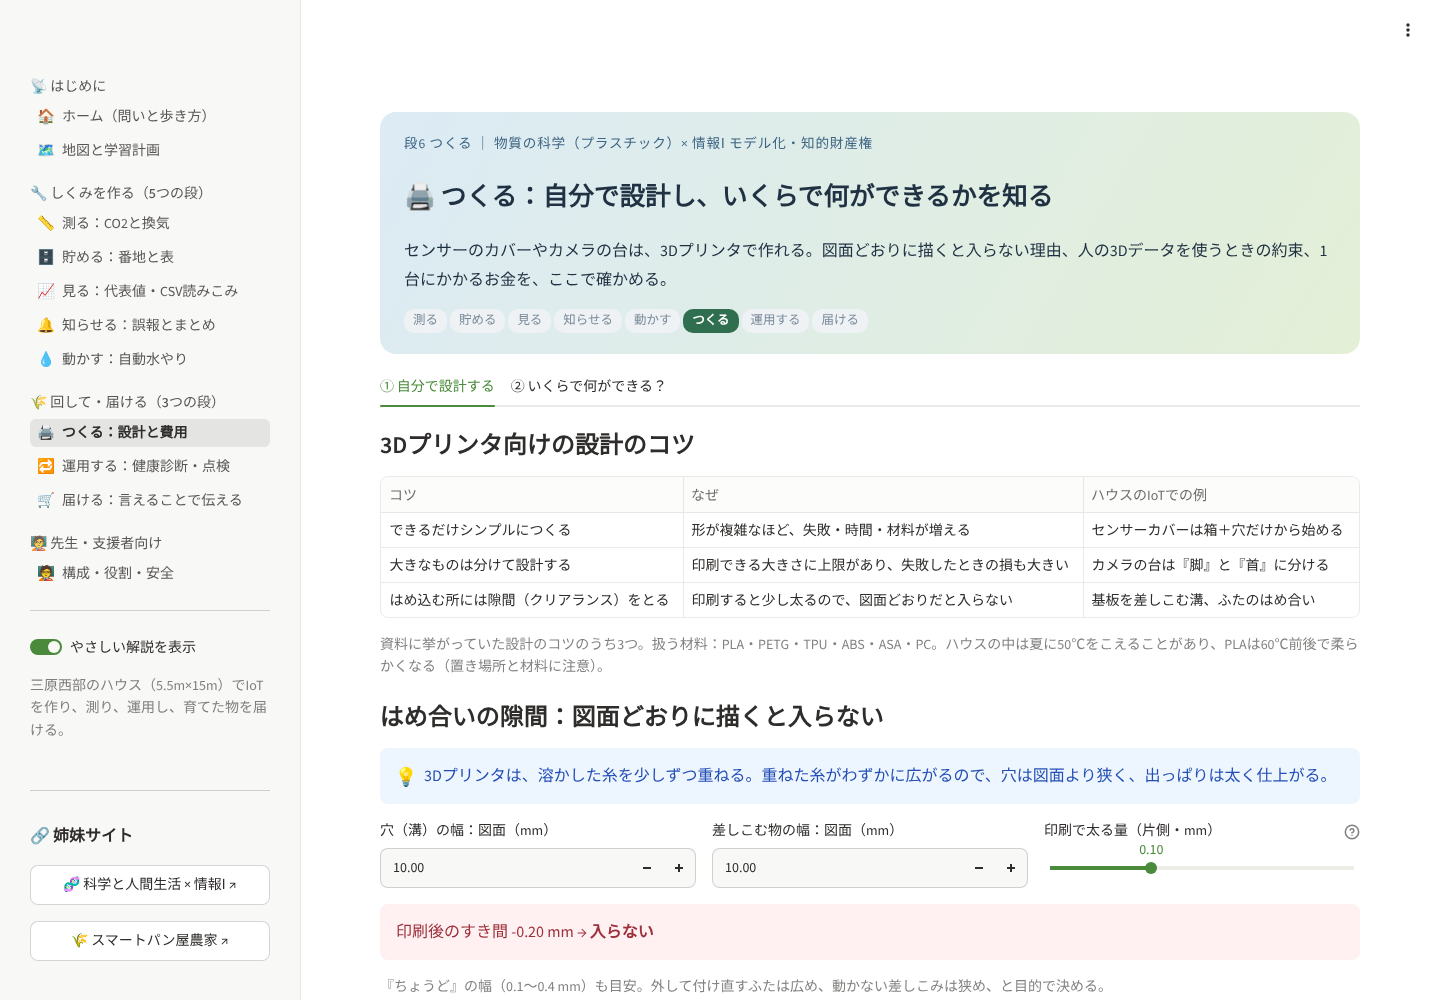 📡 はじめに
🏠 ホーム（問いと歩き方）
🗺️ 地図と学習計画
🔧 しくみを作る（5つの段）
📏 測る：CO2と換気
🗄️ 貯める：番地と表
📈 見る：代表値・CSV読みこみ
🔔 知らせる：誤報とまとめ
💧 動かす：自動水やり
🌾 回して・届ける（3つの段）
🖨️ つくる：設計と費用
🔁 運用する：健康診断・点検
🛒 届ける：言えることで伝える
🧑‍🏫 先生・支援者向け
🧑‍🏫 構成・役割・安全
やさしい解説を表示
三原西部のハウス（5.5m×15m）でIoT
を作り、測り、運用し、育てた物を届
ける。
🔗 姉妹サイト
🧬 科学と人間生活 × 情報I ↗
🌾 スマートパン屋農家 ↗
段6 つくる ｜ 物質の科学（プラスチック）× 情報I モデル化・知的財産権
🖨️ つくる：自分で設計し、いくらで何ができるかを知る
センサーのカバーやカメラの台は、3Dプリンタで作れる。図面どおりに描くと入らない理由、人の3Dデータを使うときの約束、1
台にかかるお金を、ここで確かめる。
測る 貯める 見る 知らせる 動かす つくる 運用する 届ける
① 自分で設計する ② いくらで何ができる？
3Dプリンタ向けの設計のコツ
コツ なぜ ハウスのIoTでの例
できるだけシンプルにつくる 形が複雑なほど、失敗・時間・材料が増える センサーカバーは箱＋穴だけから始める
大きなものは分けて設計する 印刷できる大きさに上限があり、失敗したときの損も大きい カメラの台は『脚』と『首』に分ける
はめ込む所には隙間（クリアランス）をとる 印刷すると少し太るので、図面どおりだと入らない 基板を差しこむ溝、ふたのはめ合い
資料に挙がっていた設計のコツのうち3つ。扱う材料：PLA・PETG・TPU・ABS・ASA・PC。ハウスの中は夏に50℃をこえることがあり、PLAは60℃前後で柔ら
かくなる（置き場所と材料に注意）。
はめ合いの隙間：図面どおりに描くと入らない
💡 3Dプリンタは、溶かした糸を少しずつ重ねる。重ねた糸がわずかに広がるので、穴は図面より狭く、出っぱりは太く仕上がる。
穴（溝）の幅：図面（mm） 差しこむ物の幅：図面（mm） 印刷で太る量（片側・mm）
0.10
10.00 10.00
印刷後のすき間 -0.20 mm → 入らない
『ちょうど』の幅（0.1〜0.4 mm）も目安。外して付け直すふたは広め、動かない差しこみは狭め、と目的で決める。